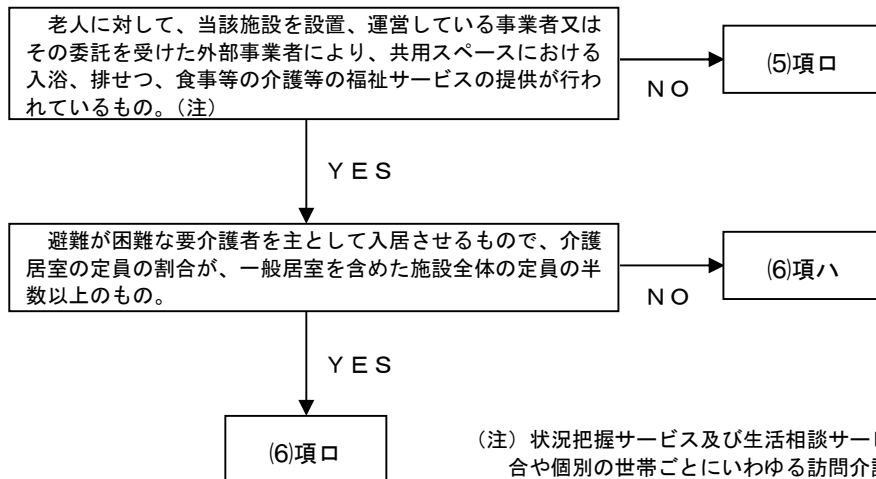 老人に対して、当該施設を設置、運営している事業者又は
その委託を受けた外部事業者により、共用スペースにおける
入浴、排せつ、食事等の介護等の福祉サービスの提供が行わ
れているもの。（注）
ＮＯ
⑸項ロ
ＹＥＳ
避難が困難な要介護者を主として入居させるもので、介護
居室の定員の割合が、一般居室を含めた施設全体の定員の半
数以上のもの。
ＮＯ
⑹項ハ
ＹＥＳ
⑹項ロ
（注）状況把握サービス及び生活相談サー
合や個別の世帯ごとにいわゆる訪問介